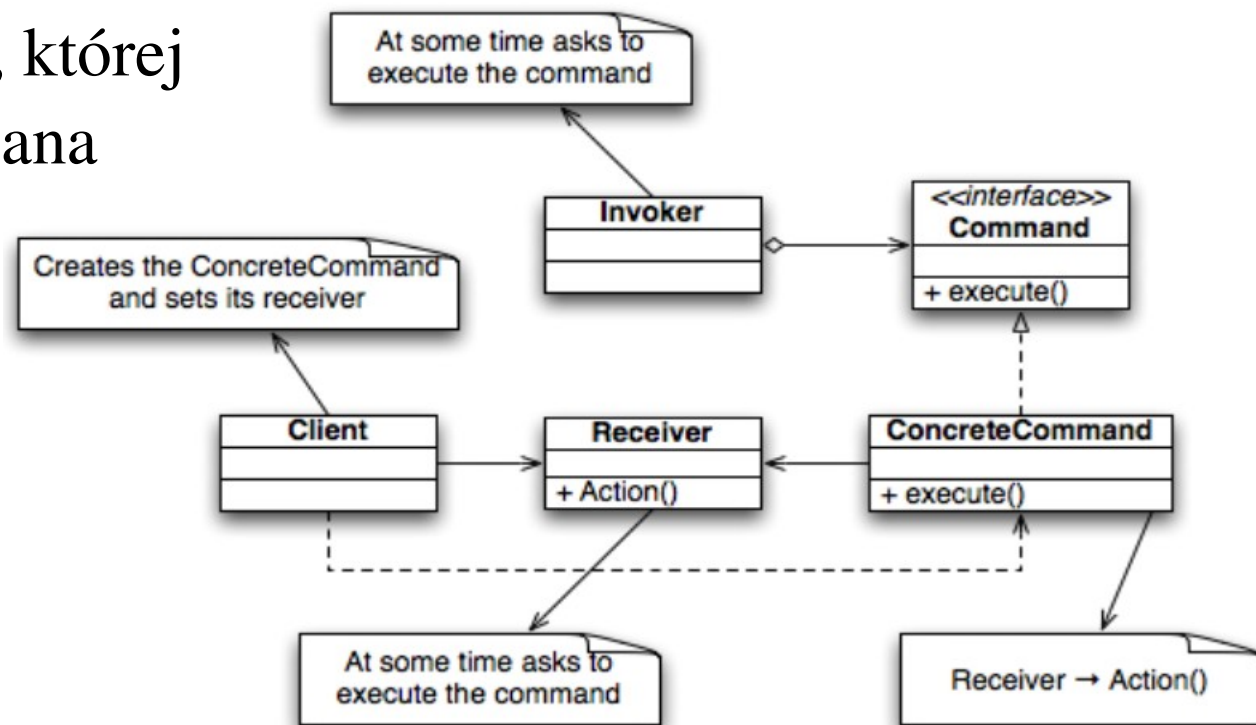 , której
ana
At some time asks to
execute the command
Invoker
<<interface>>
Command
+ execute()
Creates the ConcreteCommand
and sets its receiver
Client
Receiver
+ Action()
ConcreteCommand
+ execute()
At some time asks to
execute the command
Receiver → Action()